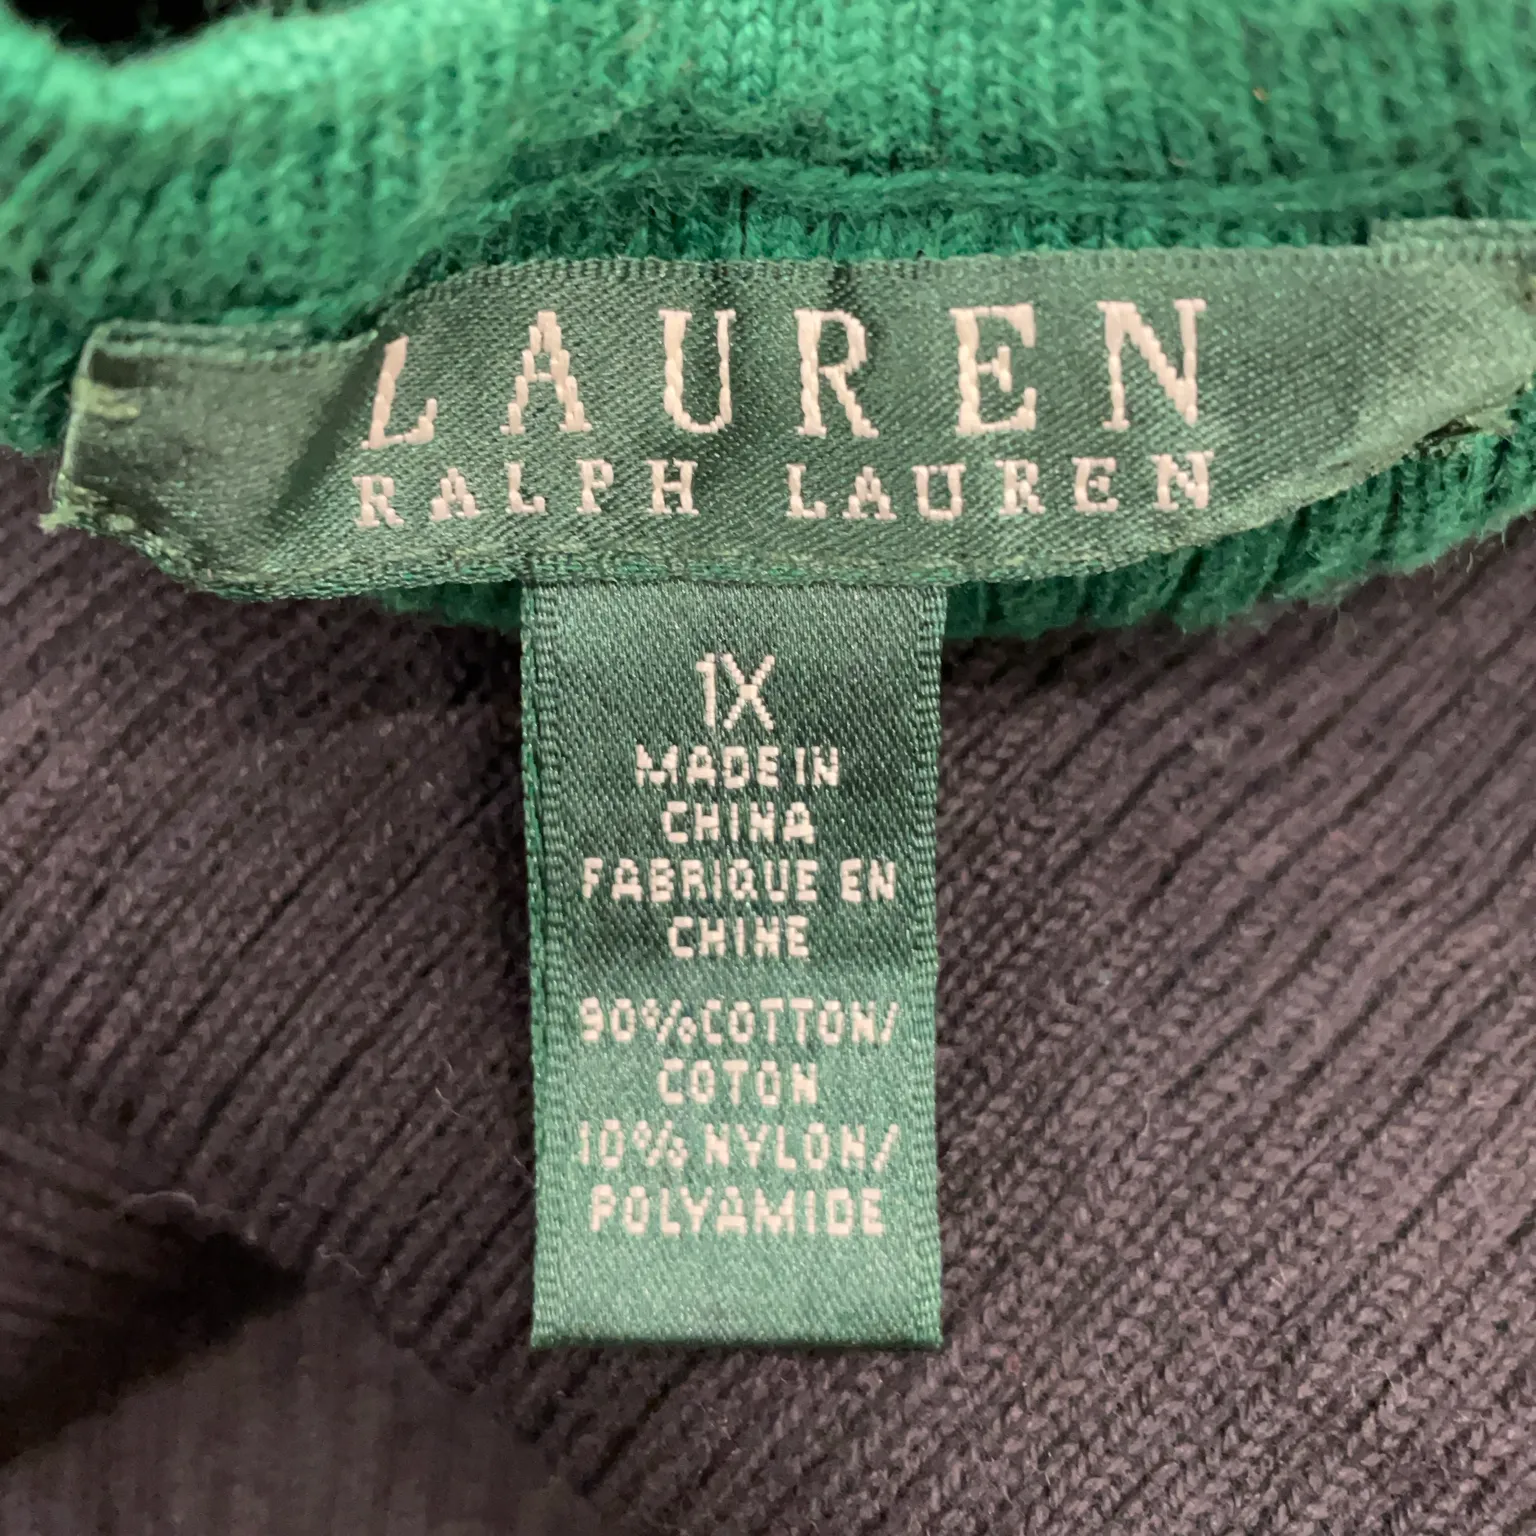 LAUREN
RALPH LAUREN
1X
MADE IN
CHINA
FABRIQUE EN
CHINE
90% COTTON/
COTON
10% NYLON/
POLYAMIDE